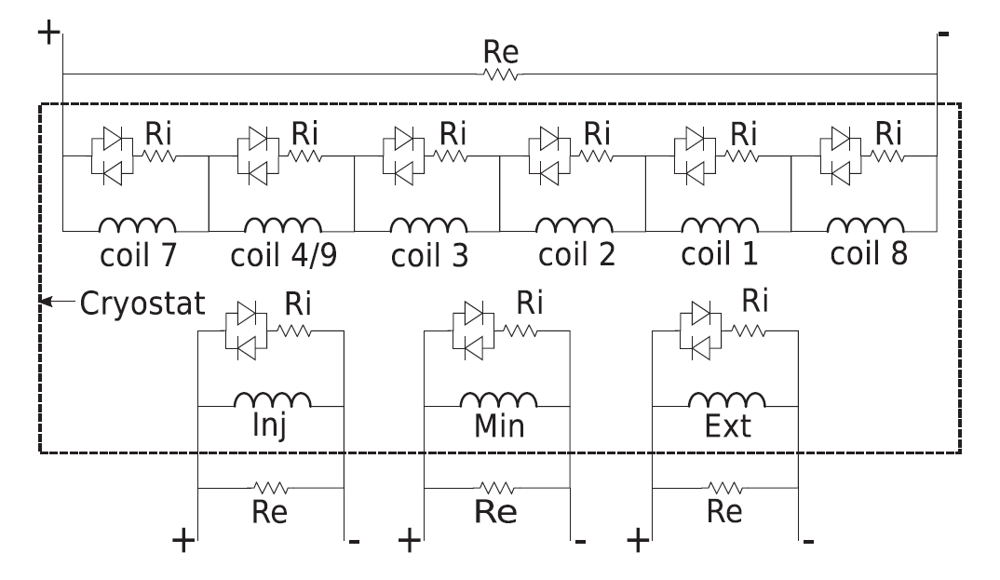 + -
Re
Ri Ri Ri Ri Ri Ri
coil 7 coil 4/9 coil 3 coil 2 coil 1 coil 8
Cryostat Ri Ri Ri
Inj Min Ext
Re Re Re
+ - + - + -